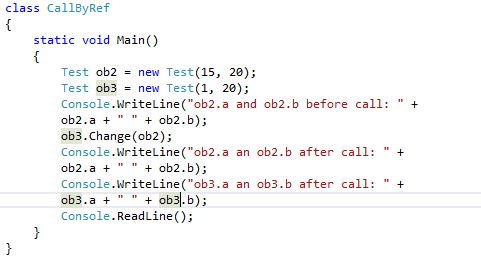 class CallByRef
{
    static void Main()
    {
        Test ob2 = new Test(15, 20);
        Test ob3 = new Test(1, 20);
        Console.WriteLine("ob2.a and ob2.b before call: " +
        ob2.a + " " + ob2.b);
        ob3.Change(ob2);
        Console.WriteLine("ob2.a an ob2.b after call: " +
        ob2.a + " " + ob2.b);
        Console.WriteLine("ob3.a an ob3.b after call: " +
        ob3.a + " " + ob3.b);
        Console.ReadLine();
    }
}